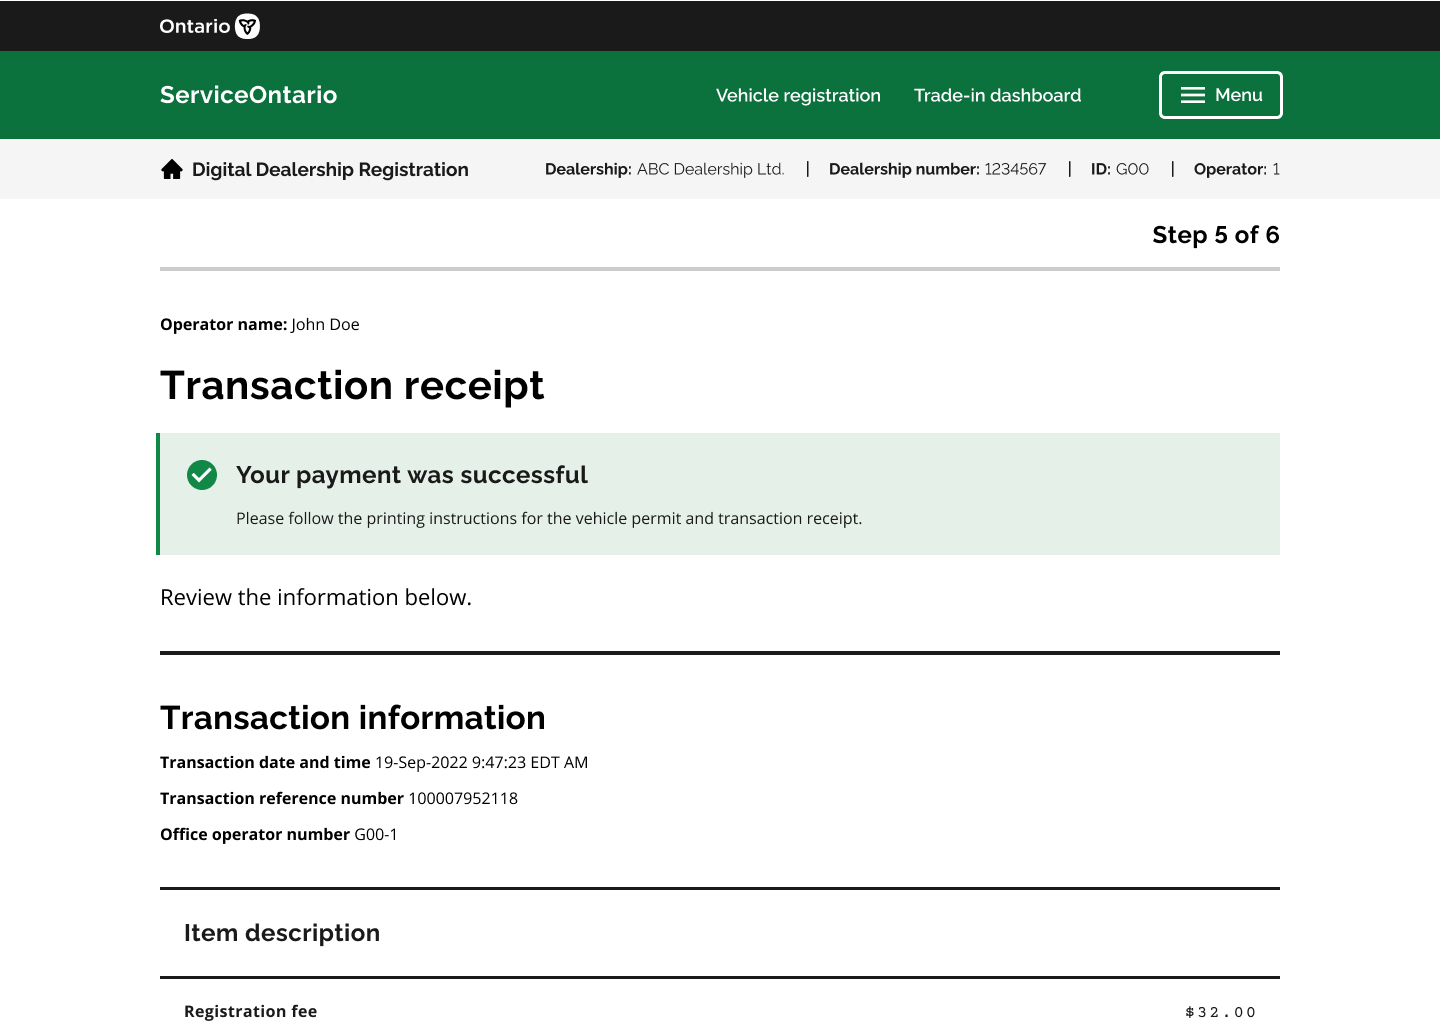 Ontario
ServiceOntario Vehicle registration Trade-in dashboard Menu
Digital Dealership Registration Dealership: ABC Dealership Ltd. | Dealership number: 1234567 | ID: G00 | Operator: 1
Step 5 of 6
Operator name: John Doe
Transaction receipt
Your payment was successful
Please follow the printing instructions for the vehicle permit and transaction receipt.
Review the information below.
Transaction information
Transaction date and time 19-Sep-2022 9:47:23 EDT AM
Transaction reference number 100007952118
Office operator number G00-1
Item description
Registration fee $32.00